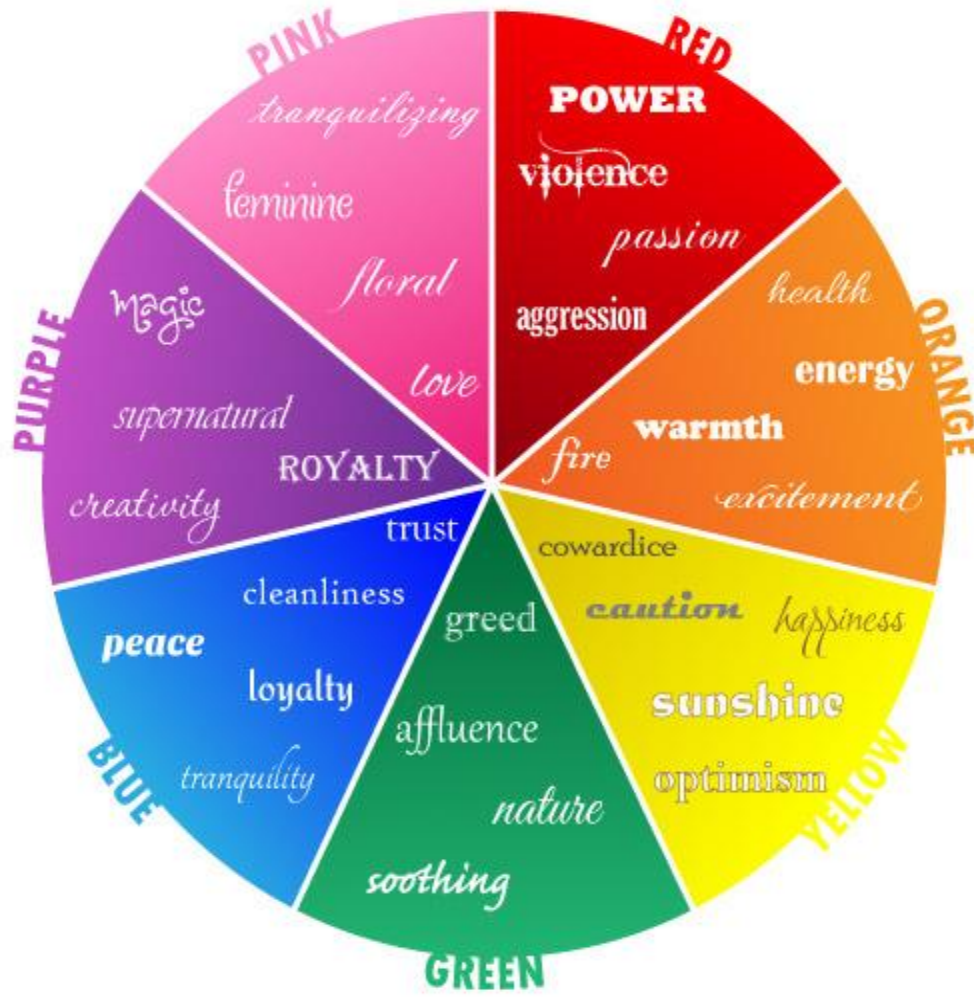 PINK
tranquilizing
feminine
floral
love
RED
POWER
violence
passion
aggression
ORANGE
health
energy
warmth
fire
excitement
YELLOW
cowardice
caution
happiness
sunshine
optimism
GREEN
greed
affluence
nature
soothing
BLUE
trust
cleanliness
peace
loyalty
tranquility
PURPLE
magic
supernatural
ROYALTY
creativity